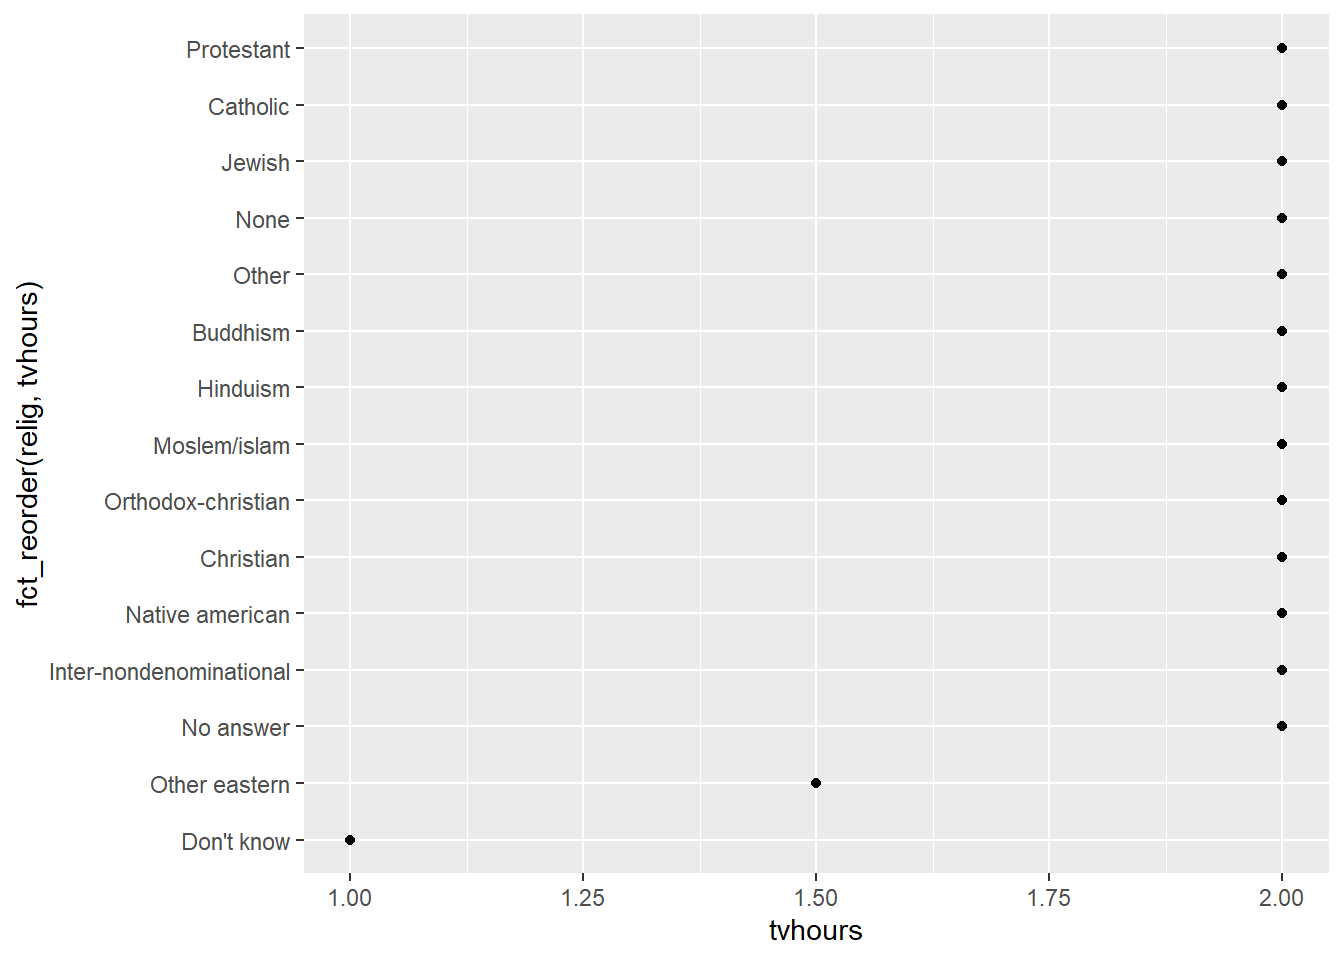 Protestant
Catholic
Jewish
None
Other
Buddhism
Hinduism
Moslem/islam
Orthodox-christian
Christian
Native american
Inter-nondenominational
No answer
Other eastern
Don't know
fct_reorder(relig, tvhours)
1.00 1.25 1.50 1.75 2.00
tvhours